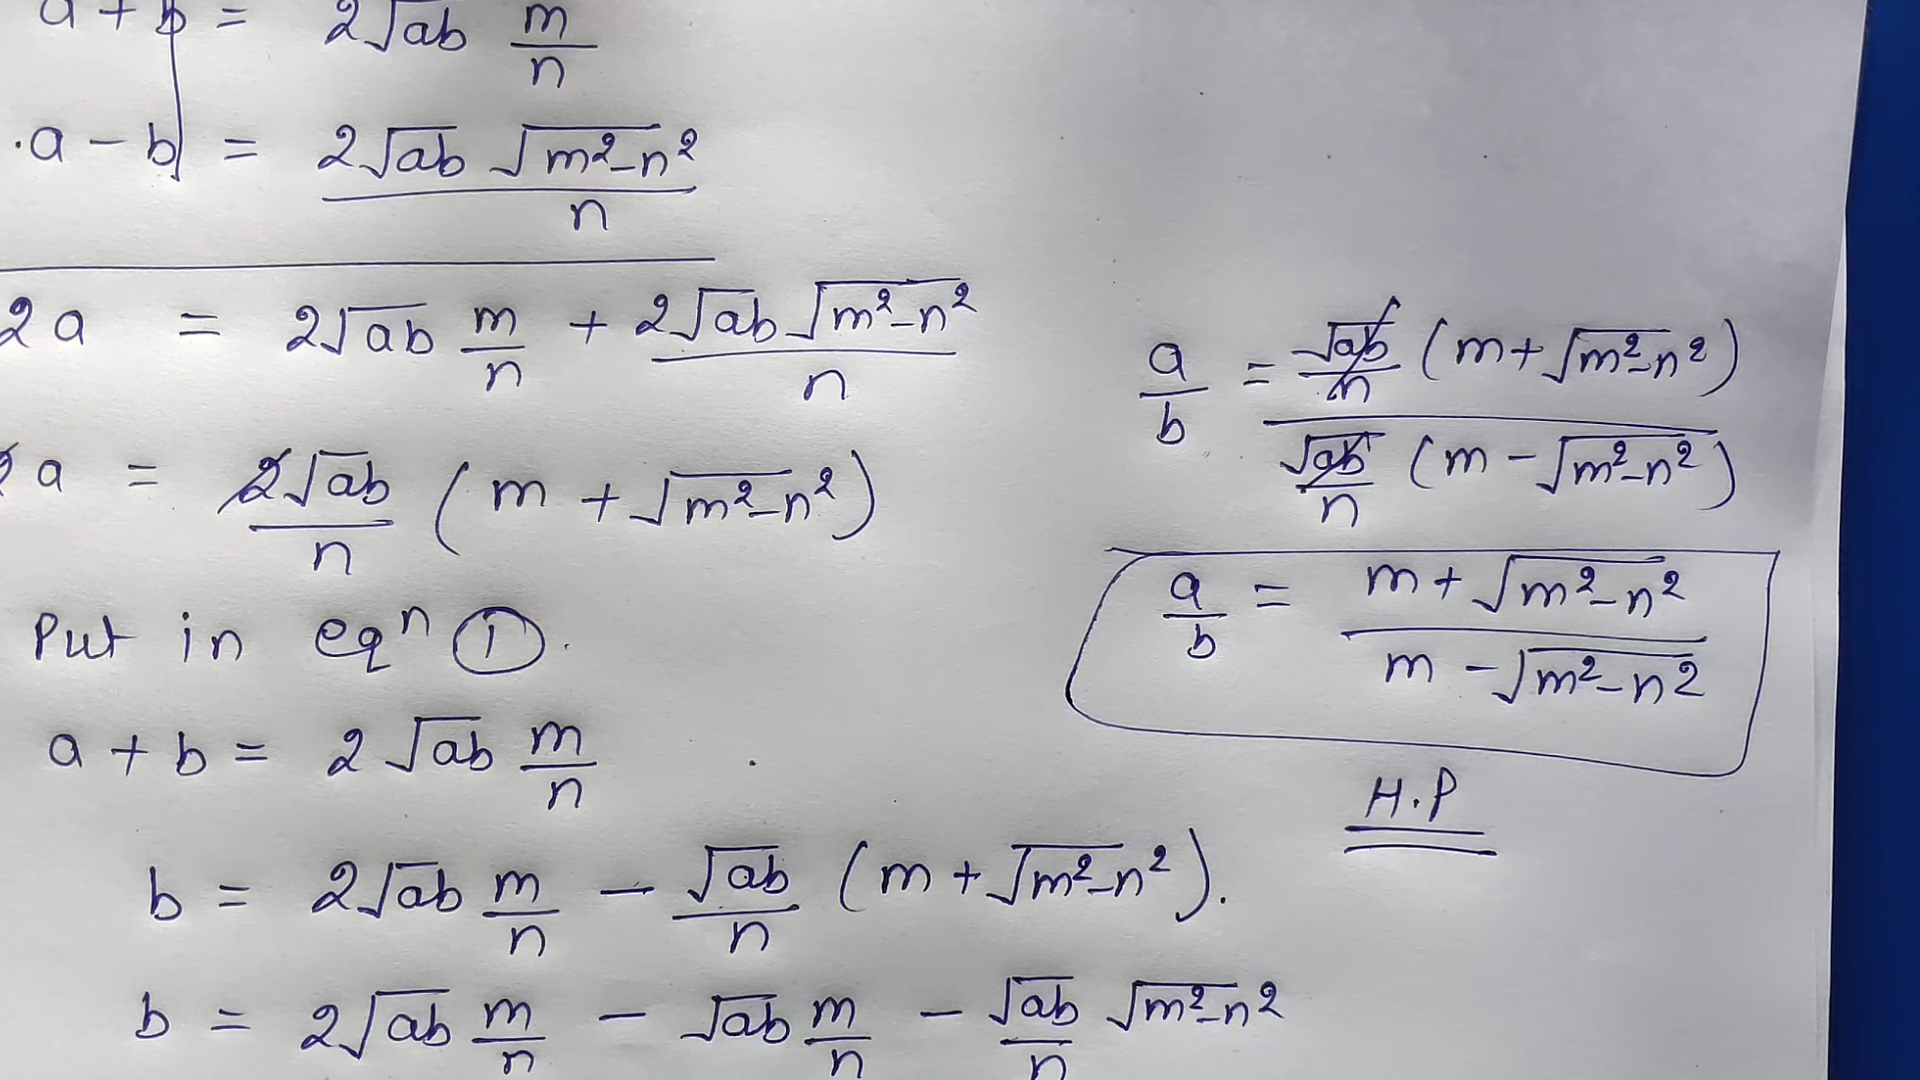 a + b = 2√ab m/n
a - b = 2√ab √m²-n² / n
2a = 2√ab m/n + 2√ab √m²-n² / n
2a = 2√ab / n (m + √m²-n²)
Put in eqⁿ ①.
a + b = 2√ab m/n
b = 2√ab m/n - √ab/n (m + √m²-n²).
b = 2√ab m/n - √ab m/n - √ab/n √m²-n²
a/b = √ab/n (m + √m²-n²) / √ab/n (m - √m²-n²)
a/b = m + √m²-n² / m - √m²-n²
H.P